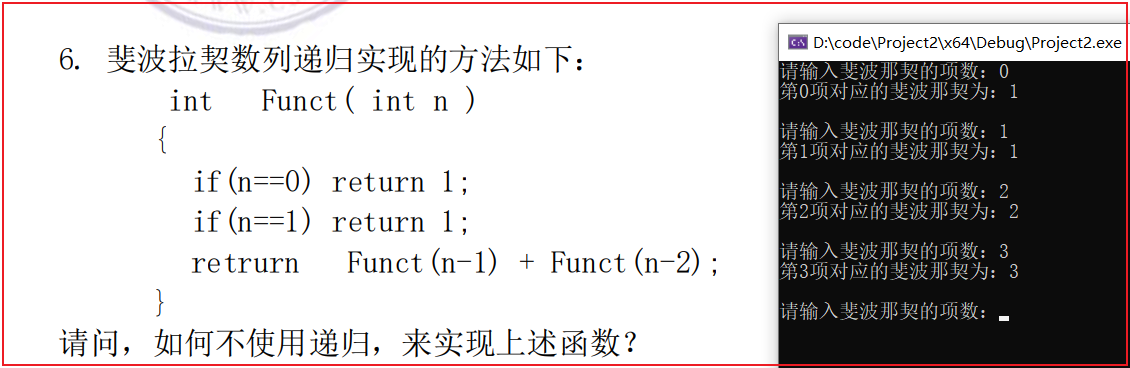 6. 斐波拉契数列递归实现的方法如下：
int Funct( int n )
{
if(n==0) return 1;
if(n==1) return 1;
retrurn Funct(n-1) + Funct(n-2);
}
请问，如何不使用递归，来实现上述函数？
D:\code\Project2\x64\Debug\Project2.exe
请输入斐波那契的项数：0
第0项对应的斐波那契为：1
请输入斐波那契的项数：1
第1项对应的斐波那契为：1
请输入斐波那契的项数：2
第2项对应的斐波那契为：2
请输入斐波那契的项数：3
第3项对应的斐波那契为：3
请输入斐波那契的项数：